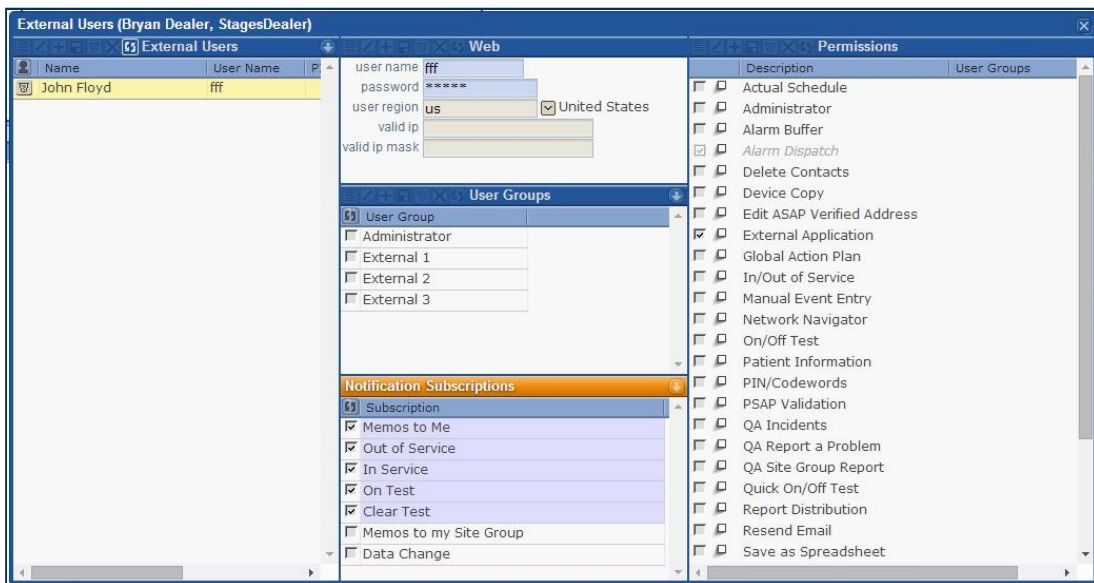 External Users (Bryan Dealer, StagesDealer)
External Users
Name User Name P
John Floyd fff
Web
user name fff
password *****
user region us United States
valid ip
valid ip mask
User Groups
User Group
Administrator
External 1
External 2
External 3
Notification Subscriptions
Subscription
Memos to Me
Out of Service
In Service
On Test
Clear Test
Memos to my Site Group
Data Change
Permissions
Description User Groups
Actual Schedule
Administrator
Alarm Buffer
Alarm Dispatch
Delete Contacts
Device Copy
Edit ASAP Verified Address
External Application
Global Action Plan
In/Out of Service
Manual Event Entry
Network Navigator
On/Off Test
Patient Information
PIN/Codewords
PSAP Validation
QA Incidents
QA Report a Problem
QA Site Group Report
Quick On/Off Test
Report Distribution
Resend Email
Save as Spreadsheet